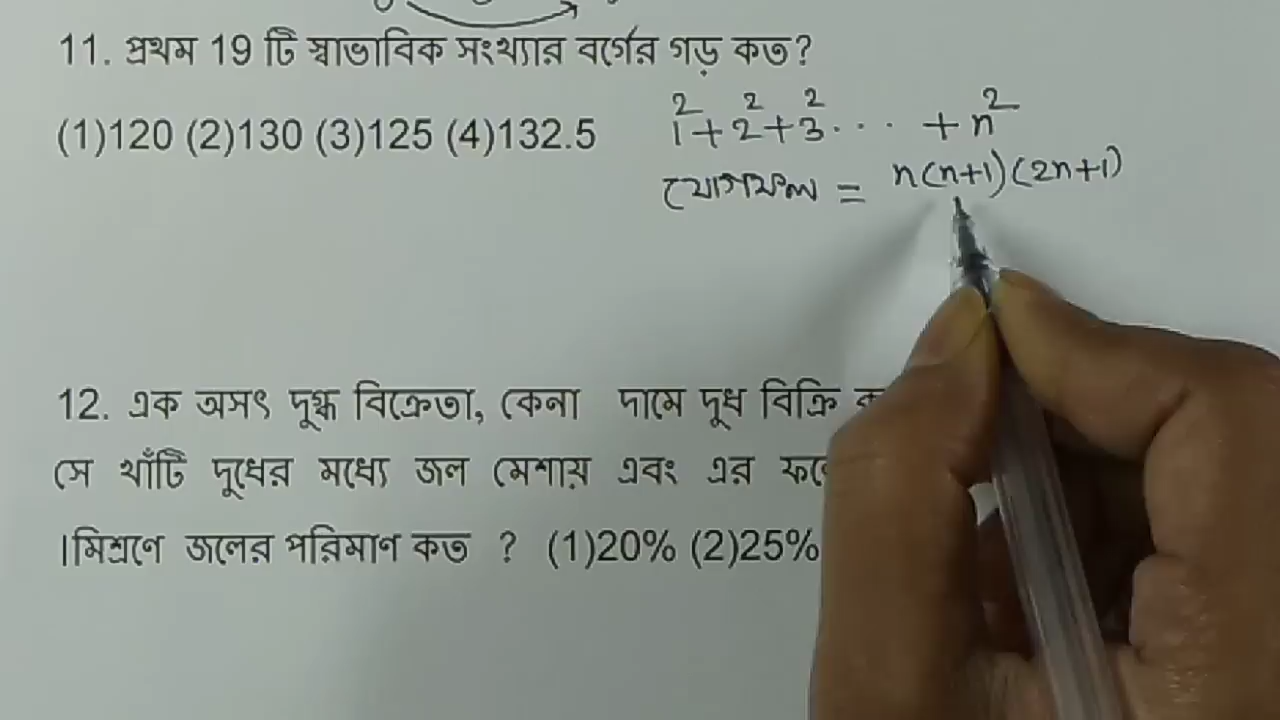 11. প্রথম 19 টি স্বাভাবিক সংখ্যার বর্গের গড় কত?
(1)120 (2)130 (3)125 (4)132.5
1² + 2² + 3² ··· + n²
যোগফল = n(n+1)(2n+1)
12. এক অসৎ দুগ্ধ বিক্রেতা, কেনা দামে দুধ বিক্রি
সে খাঁটি দুধের মধ্যে জল মেশায় এবং এর
।মিশ্রণে জলের পরিমাণ কত ? (1)20% (2)25%